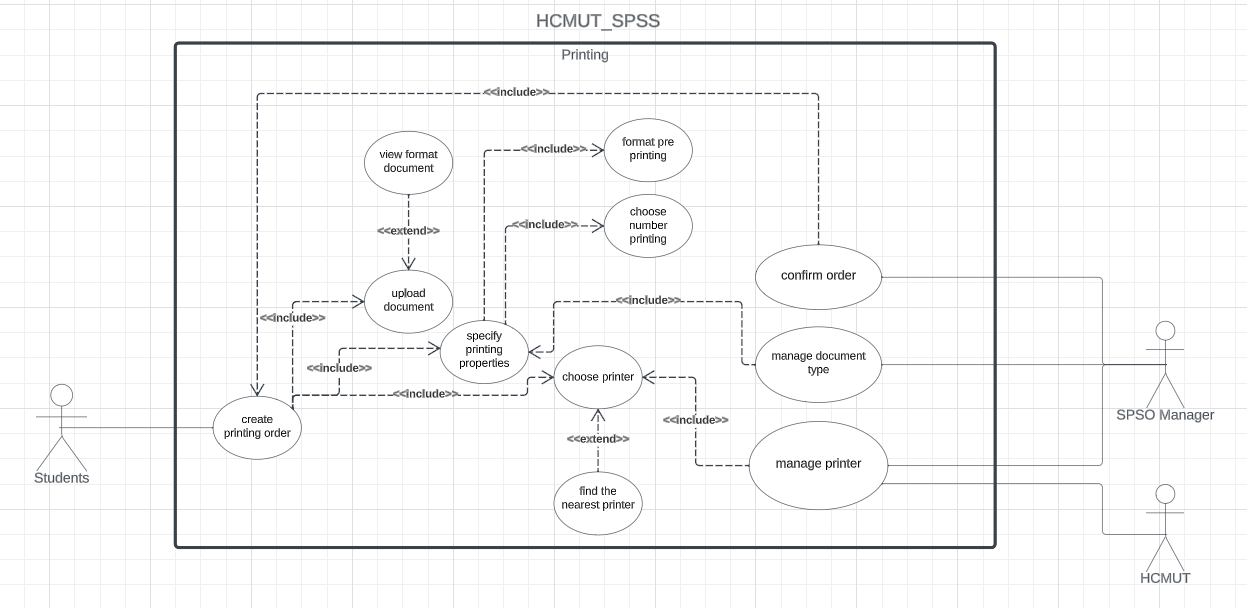 HCMUT_SPSS
Printing
<<include>>
format pre
printing
<<include>>
view format
document
choose
number
printing
<<include>>
<<extend>>
confirm order
upload
document
<<include>>
<<include>>
specify
printing
properties
manage document
type
<<include>>
choose printer
<<include>>
create
printing order
<<include>>
<<extend>>
SPSO Manager
manage printer
Students
find the
nearest printer
HCMUT